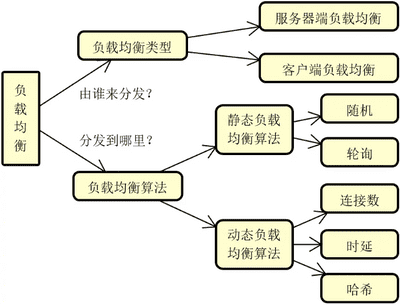 负
载
均
衡
负载均衡类型
服务器端负载均衡
客户端负载均衡
由谁来分发？
分发到哪里？
负载均衡算法
静态负载
均衡算法
随机
轮询
动态负载
均衡算法
连接数
时延
哈希